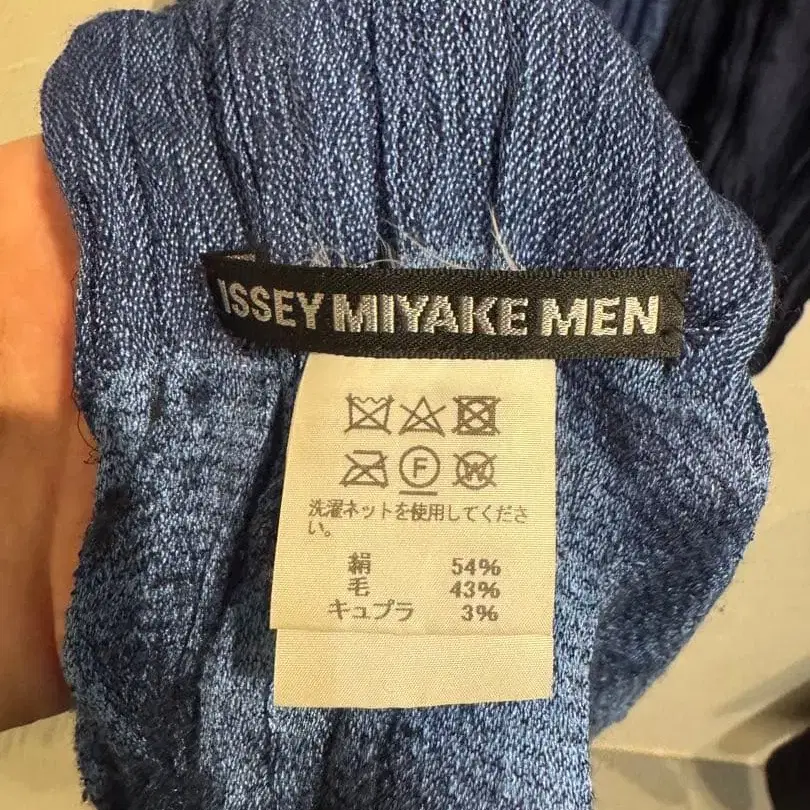 ISSEY MIYAKE MEN
F W
洗濯ネットを使用してくださ
い。
絹 54%
毛 43%
キュプラ 3%